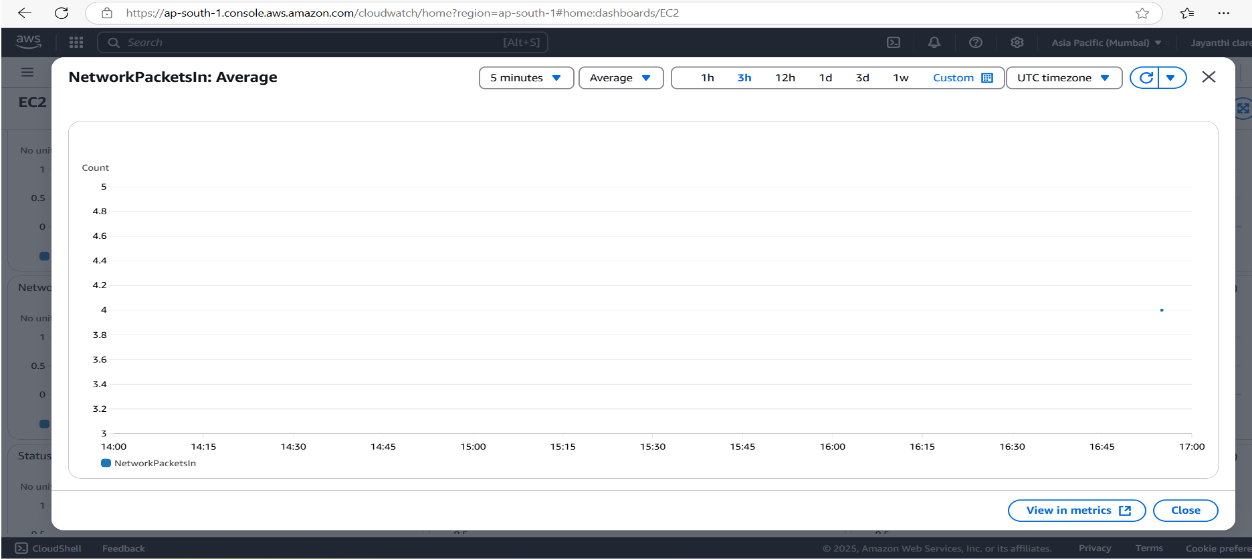 https://ap-south-1.console.aws.amazon.com/cloudwatch/home?region=ap-south-1#home:dashboards/EC2
aws Search [Alt+S] Asia Pacific (Mumbai) Jayanthi clare
NetworkPacketsIn: Average 5 minutes Average 1h 3h 12h 1d 3d 1w Custom UTC timezone
EC2
No uni
1
0.5
0
Netwo
No uni
1
0.5
0
Status
No uni
1
Count
5
4.8
4.6
4.4
4.2
4
3.8
3.6
3.4
3.2
3
14:00 14:15 14:30 14:45 15:00 15:15 15:30 15:45 16:00 16:15 16:30 16:45 17:00
NetworkPacketsIn
View in metrics Close
CloudShell Feedback © 2025, Amazon Web Services, Inc. or its affiliates. Privacy Terms Cookie prefere